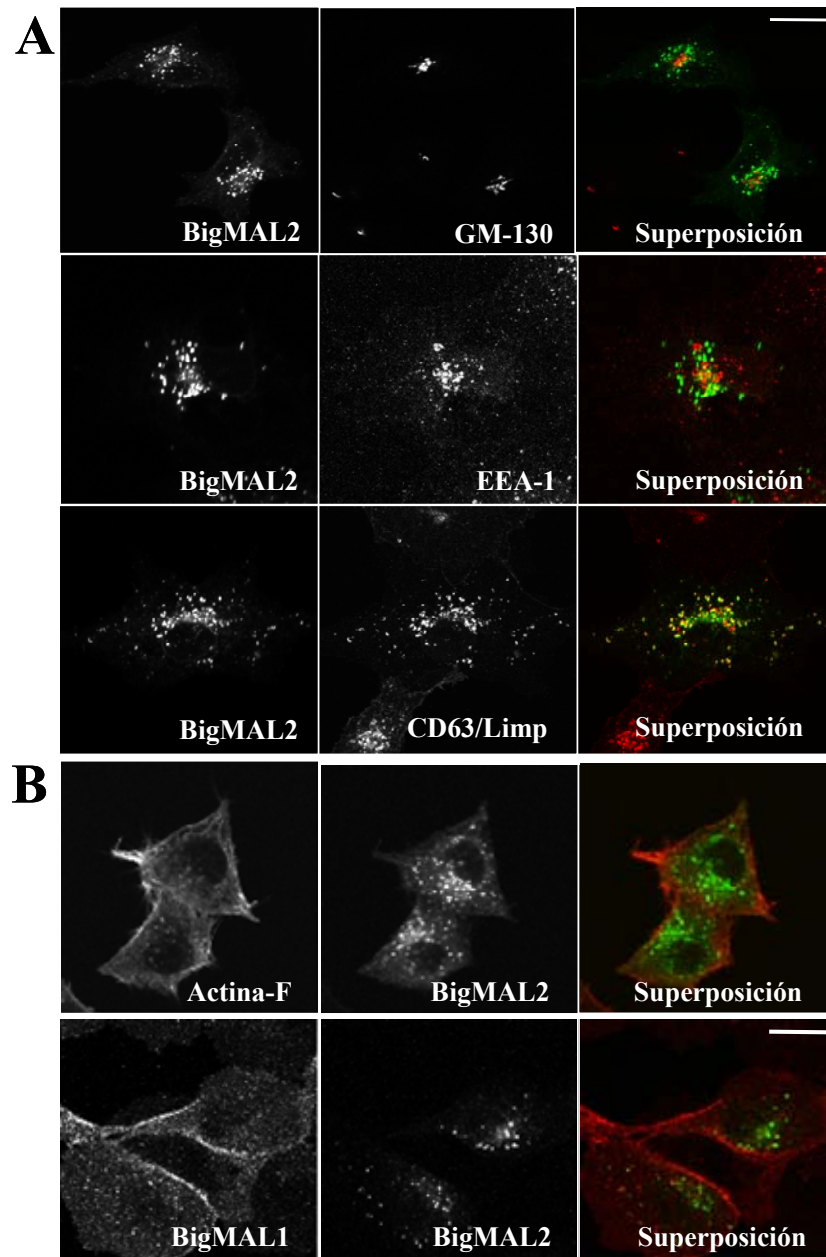 A
BigMAL2 GM-130 Superposición
BigMAL2 EEA-1 Superposición
BigMAL2 CD63/Limp Superposición
B
Actina-F BigMAL2 Superposición
BigMAL1 BigMAL2 Superposición